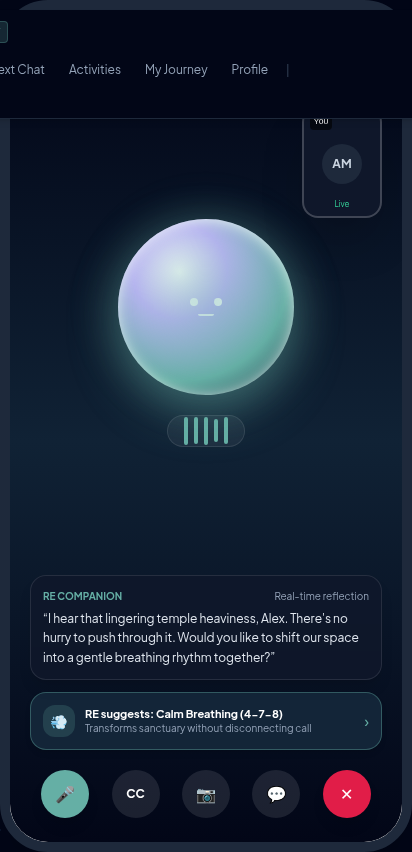 ext Chat Activities My Journey Profile |
YOU
AM
Live
RE COMPANION Real-time reflection
“I hear that lingering temple heaviness, Alex. There's no
hurry to push through it. Would you like to shift our space
into a gentle breathing rhythm together?”
RE suggests: Calm Breathing (4–7–8)
Transforms sanctuary without disconnecting call
CC